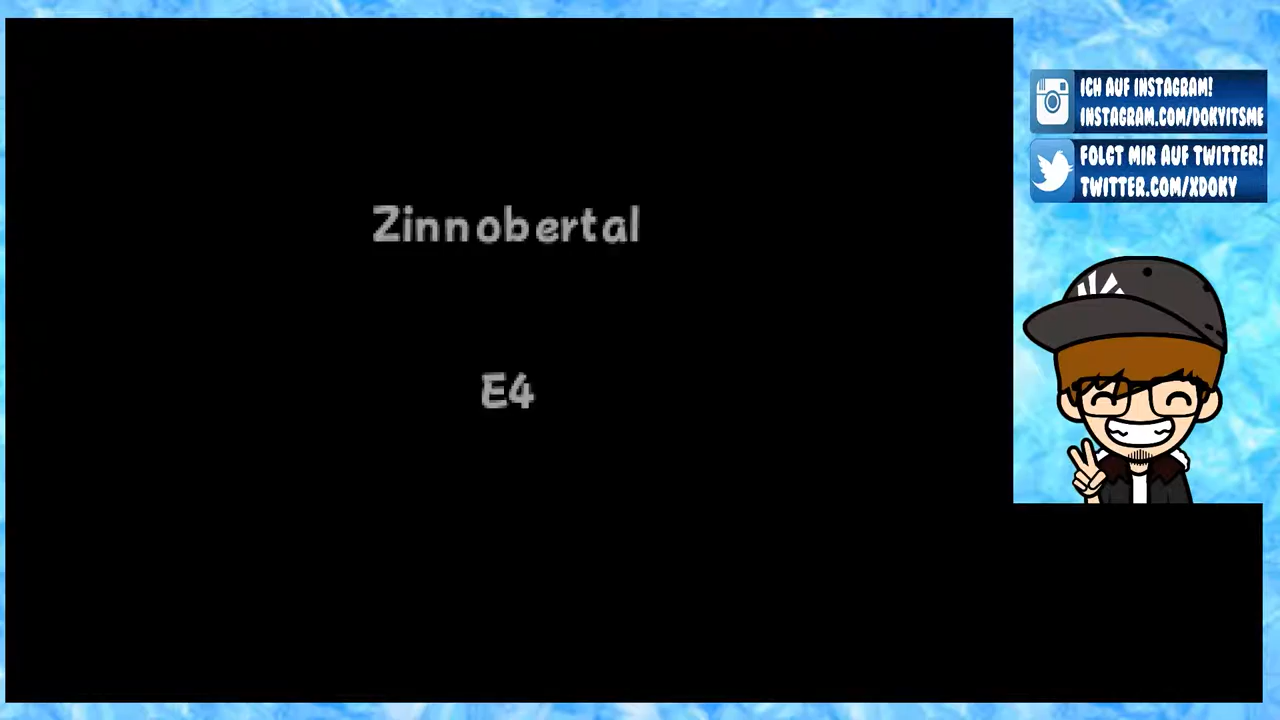 Zinnobertal
E4
ICH AUF INSTAGRAM!
INSTAGRAM.COM/DOKYITSME
FOLGT MIR AUF TWITTER!
TWITTER.COM/XDOKY